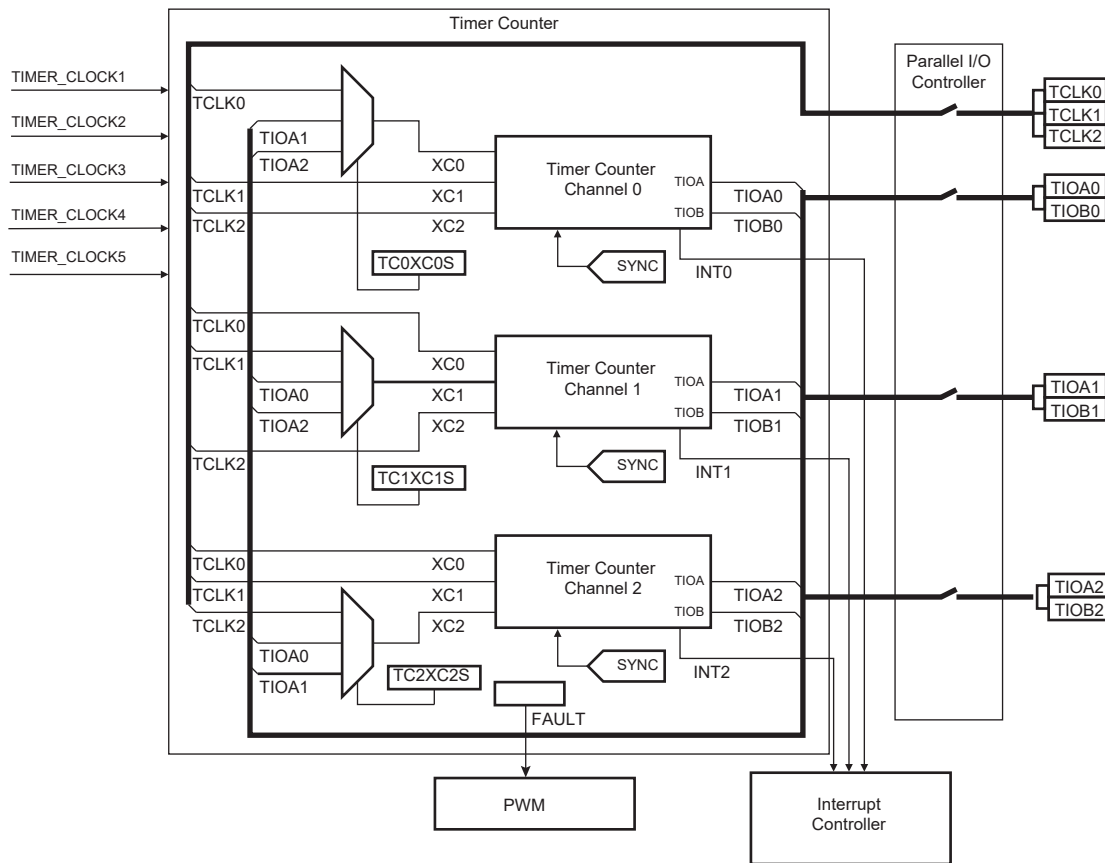 Timer Counter
Parallel I/O
Controller
TIMER_CLOCK1
TIMER_CLOCK2
TIMER_CLOCK3
TIMER_CLOCK4
TIMER_CLOCK5
TCLK0
TIOA1
TIOA2
TCLK1
TCLK2
XC0
XC1
XC2
Timer Counter
Channel 0
TIOA
TIOB
TIOA0
TIOB0
TC0XC0S
SYNC
INT0
TCLK0
TCLK1
TIOA0
TIOA2
TCLK2
XC0
XC1
XC2
Timer Counter
Channel 1
TIOA
TIOB
TIOA1
TIOB1
TC1XC1S
SYNC
INT1
TCLK0
TCLK1
TCLK2
TIOA0
TIOA1
XC0
XC1
XC2
Timer Counter
Channel 2
TIOA
TIOB
TIOA2
TIOB2
TC2XC2S
SYNC
INT2
FAULT
PWM
Interrupt
Controller
TCLK0
TCLK1
TCLK2
TIOA0
TIOB0
TIOA1
TIOB1
TIOA2
TIOB2